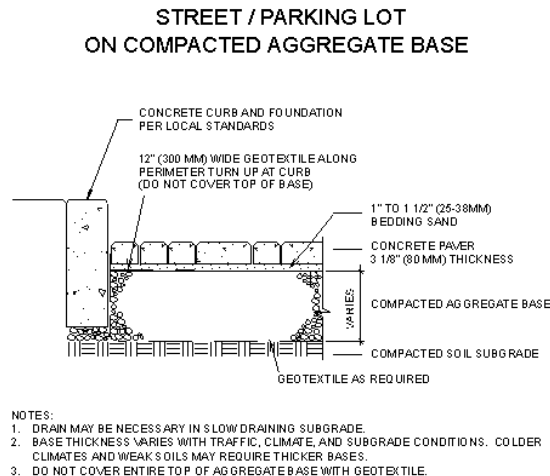 STREET / PARKING LOT
ON COMPACTED AGGREGATE BASE
CONCRETE CURB AND FOUNDATION
PER LOCAL STANDARDS
12" (300 MM) WIDE GEOTEXTILE ALONG
PERIMETER TURN UP AT CURB
(DO NOT COVER TOP OF BASE)
1" TO 1 1/2" (25-38MM)
BEDDING SAND
CONCRETE PAVER
3 1/8" (80 MM) THICKNESS
VARIES
COMPACTED AGGREGATE BASE
COMPACTED SOIL SUBGRADE
GEOTEXTILE AS REQUIRED
NOTES:
1. DRAIN MAY BE NECESSARY IN SLOW DRAINING SUBGRADE.
2. BASE THICKNESS VARIES WITH TRAFFIC, CLIMATE, AND SUBGRADE CONDITIONS. COLDER
CLIMATES AND WEAK SOILS MAY REQUIRE THICKER BASES.
3. DO NOT COVER ENTIRE TOP OF AGGREGATE BASE WITH GEOTEXTILE.